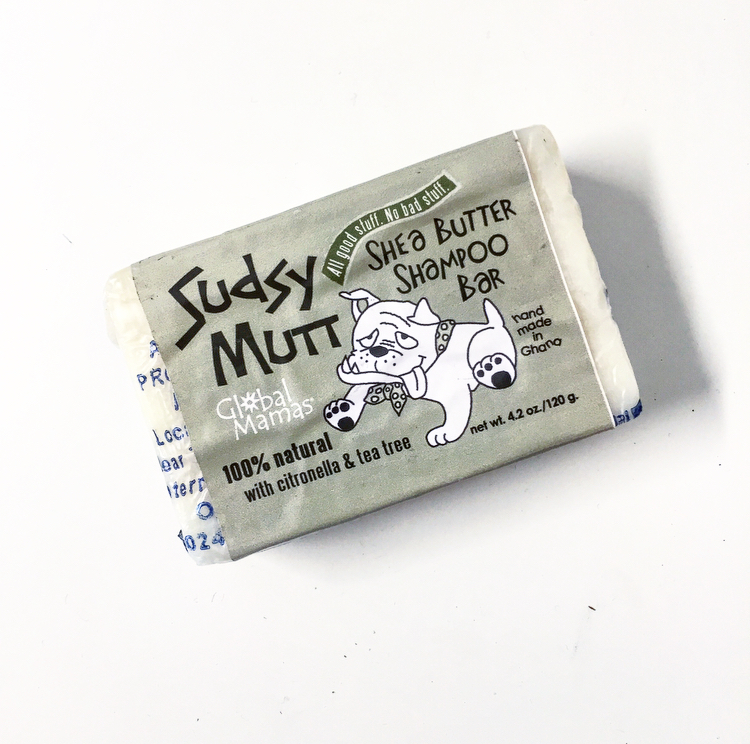 All good stuff. No bad stuff.
Sudsy
Mutt
Shea Butter
Shampoo
Bar
hand
made
in
Ghana
Global
Mamas
net wt. 4.2 oz./120 g.
100% natural
with citronella & tea tree